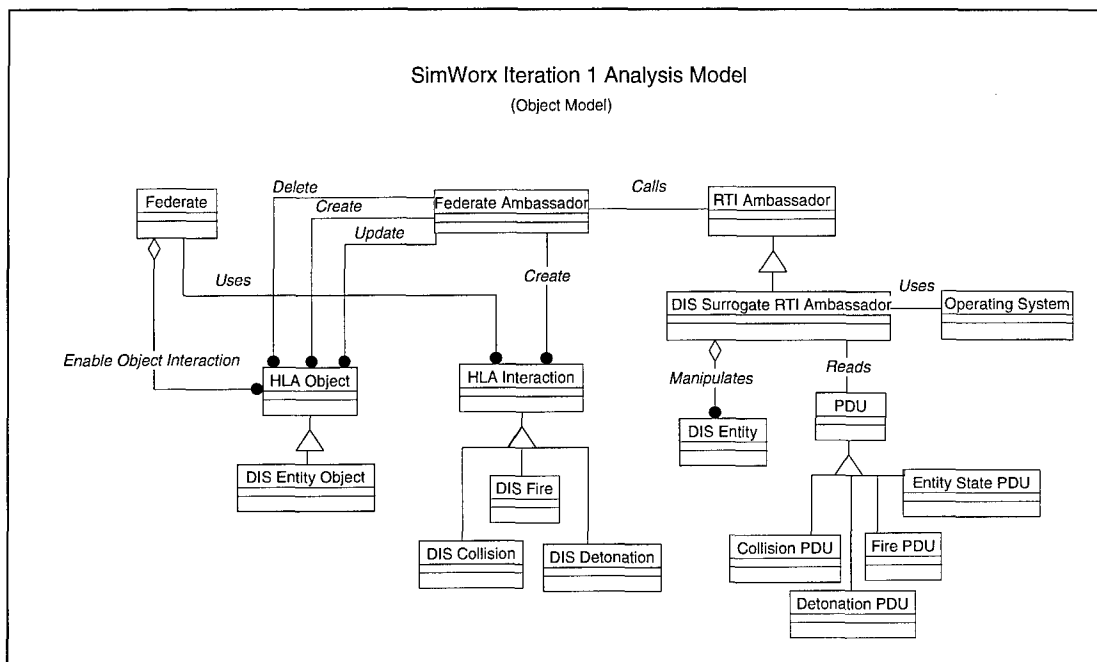 SimWorx Iteration 1 Analysis Model
(Object Model)
Delete
Federate
Federate Ambassador
Calls
RTI Ambassador
Create
Update
Uses
Create
DIS Surrogate RTI Ambassador
Uses
Operating System
Enable Object Interaction
HLA Object
HLA Interaction
Manipulates
Reads
PDU
DIS Entity
DIS Entity Object
DIS Fire
Entity State PDU
DIS Collision
DIS Detonation
Collision PDU
Fire PDU
Detonation PDU